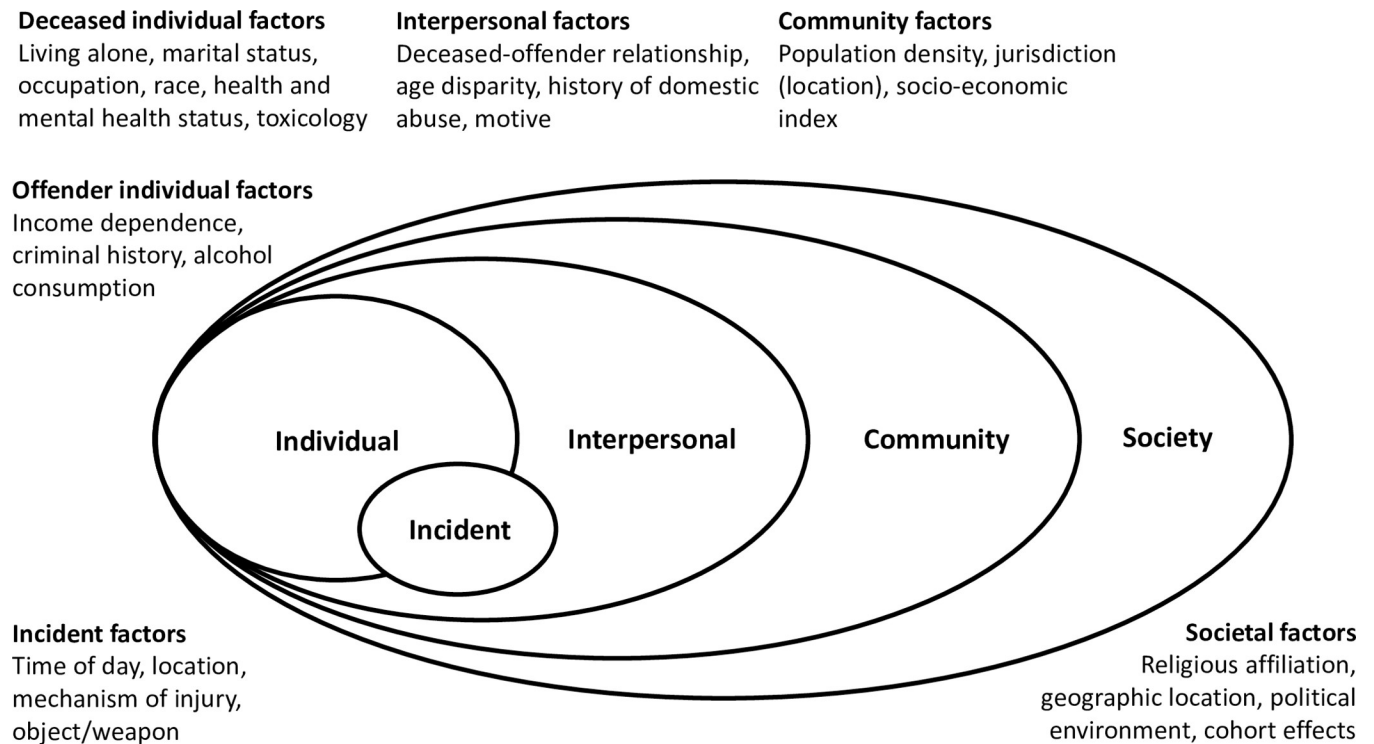 Deceased individual factors
Living alone, marital status,
occupation, race, health and
mental health status, toxicology
Interpersonal factors
Deceased-offender relationship,
age disparity, history of domestic
abuse, motive
Community factors
Population density, jurisdiction
(location), socio-economic
index
Offender individual factors
Income dependence,
criminal history, alcohol
consumption
Individual
Interpersonal
Community
Society
Incident
Incident factors
Time of day, location,
mechanism of injury,
object/weapon
Societal factors
Religious affiliation,
geographic location, political
environment, cohort effects